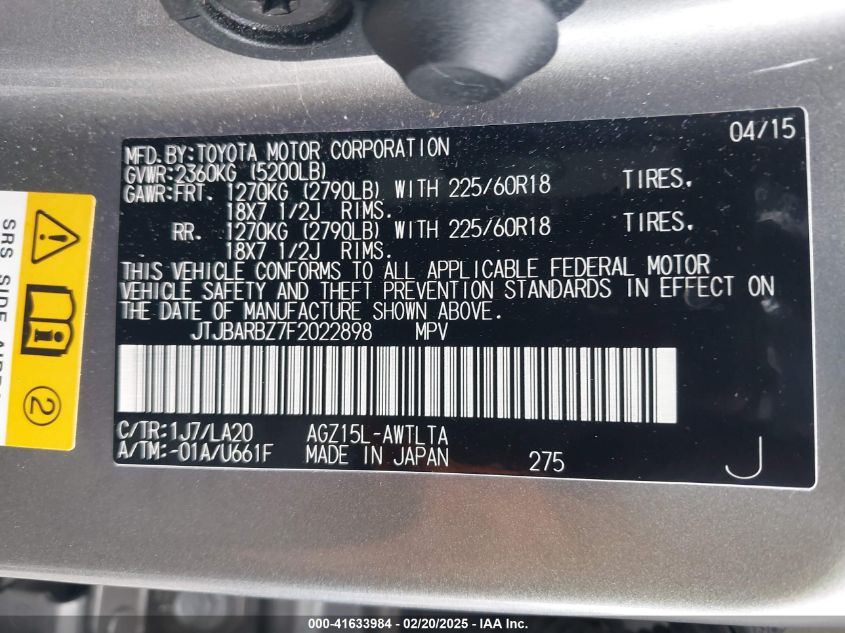 04/15
MFD.BY:TOYOTA MOTOR CORPORATION
GVWR:2360KG (5200LB)
GAWR:FRT. 1270KG (2790LB) WITH 225/60R18 TIRES,
18X7 1/2J RIMS.
RR. 1270KG (2790LB) WITH 225/60R18 TIRES,
18X7 1/2J RIMS.
THIS VEHICLE CONFORMS TO ALL APPLICABLE FEDERAL MOTOR
VEHICLE SAFETY AND THEFT PREVENTION STANDARDS IN EFFECT ON
THE DATE OF MANUFACTURE SHOWN ABOVE.
JTJBARBZ7F2022898 MPV
C/TR:1J7/LA20 AGZ15L-AWTLTA
A/TM:-01A/U661F MADE IN JAPAN 275 J
SRS SIDE
2
000-41633984 - 02/20/2025 - IAA Inc.